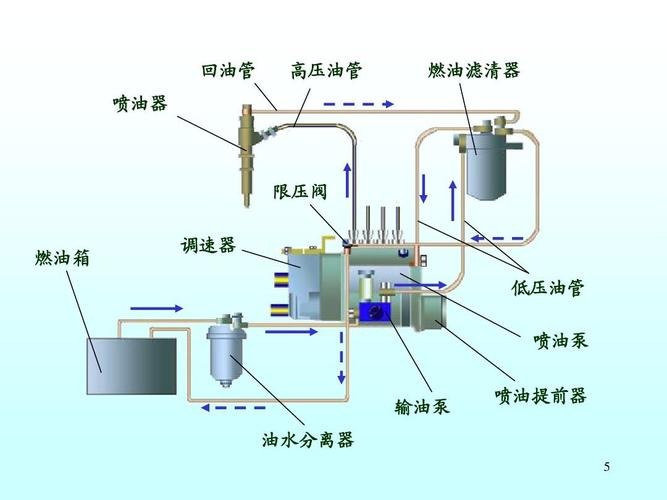 回油管
高压油管
燃油滤清器
喷油器
限压阀
调速器
燃油箱
低压油管
喷油泵
喷油提前器
输油泵
油水分离器
5